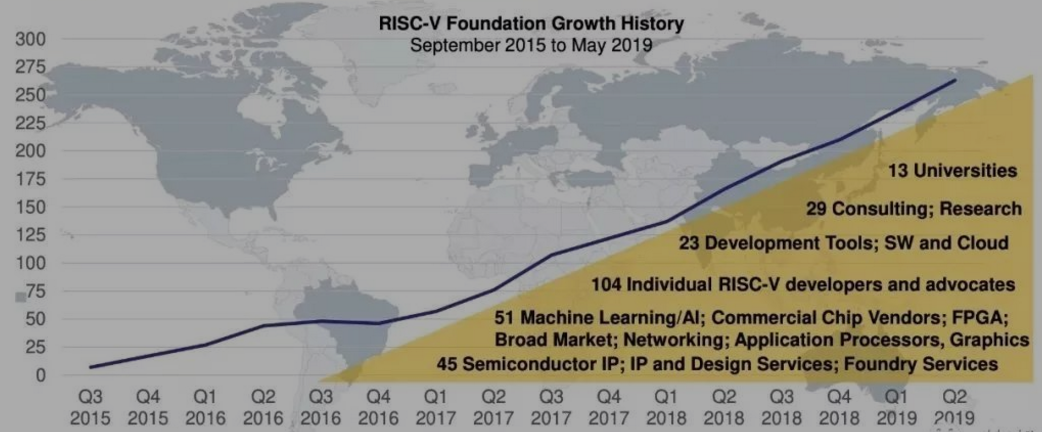 RISC-V Foundation Growth History
September 2015 to May 2019
300
275
250
225
200
175
150
125
100
75
50
25
0
13 Universities
29 Consulting; Research
23 Development Tools; SW and Cloud
104 Individual RISC-V developers and advocates
51 Machine Learning/AI; Commercial Chip Vendors; FPGA;
Broad Market; Networking; Application Processors, Graphics
45 Semiconductor IP; IP and Design Services; Foundry Services
Q3 Q4 Q1 Q2 Q3 Q4 Q1 Q2 Q3 Q4 Q1 Q2 Q3 Q4 Q1 Q2
2015 2015 2016 2016 2016 2016 2017 2017 2017 2017 2018 2018 2018 2018 2019 2019